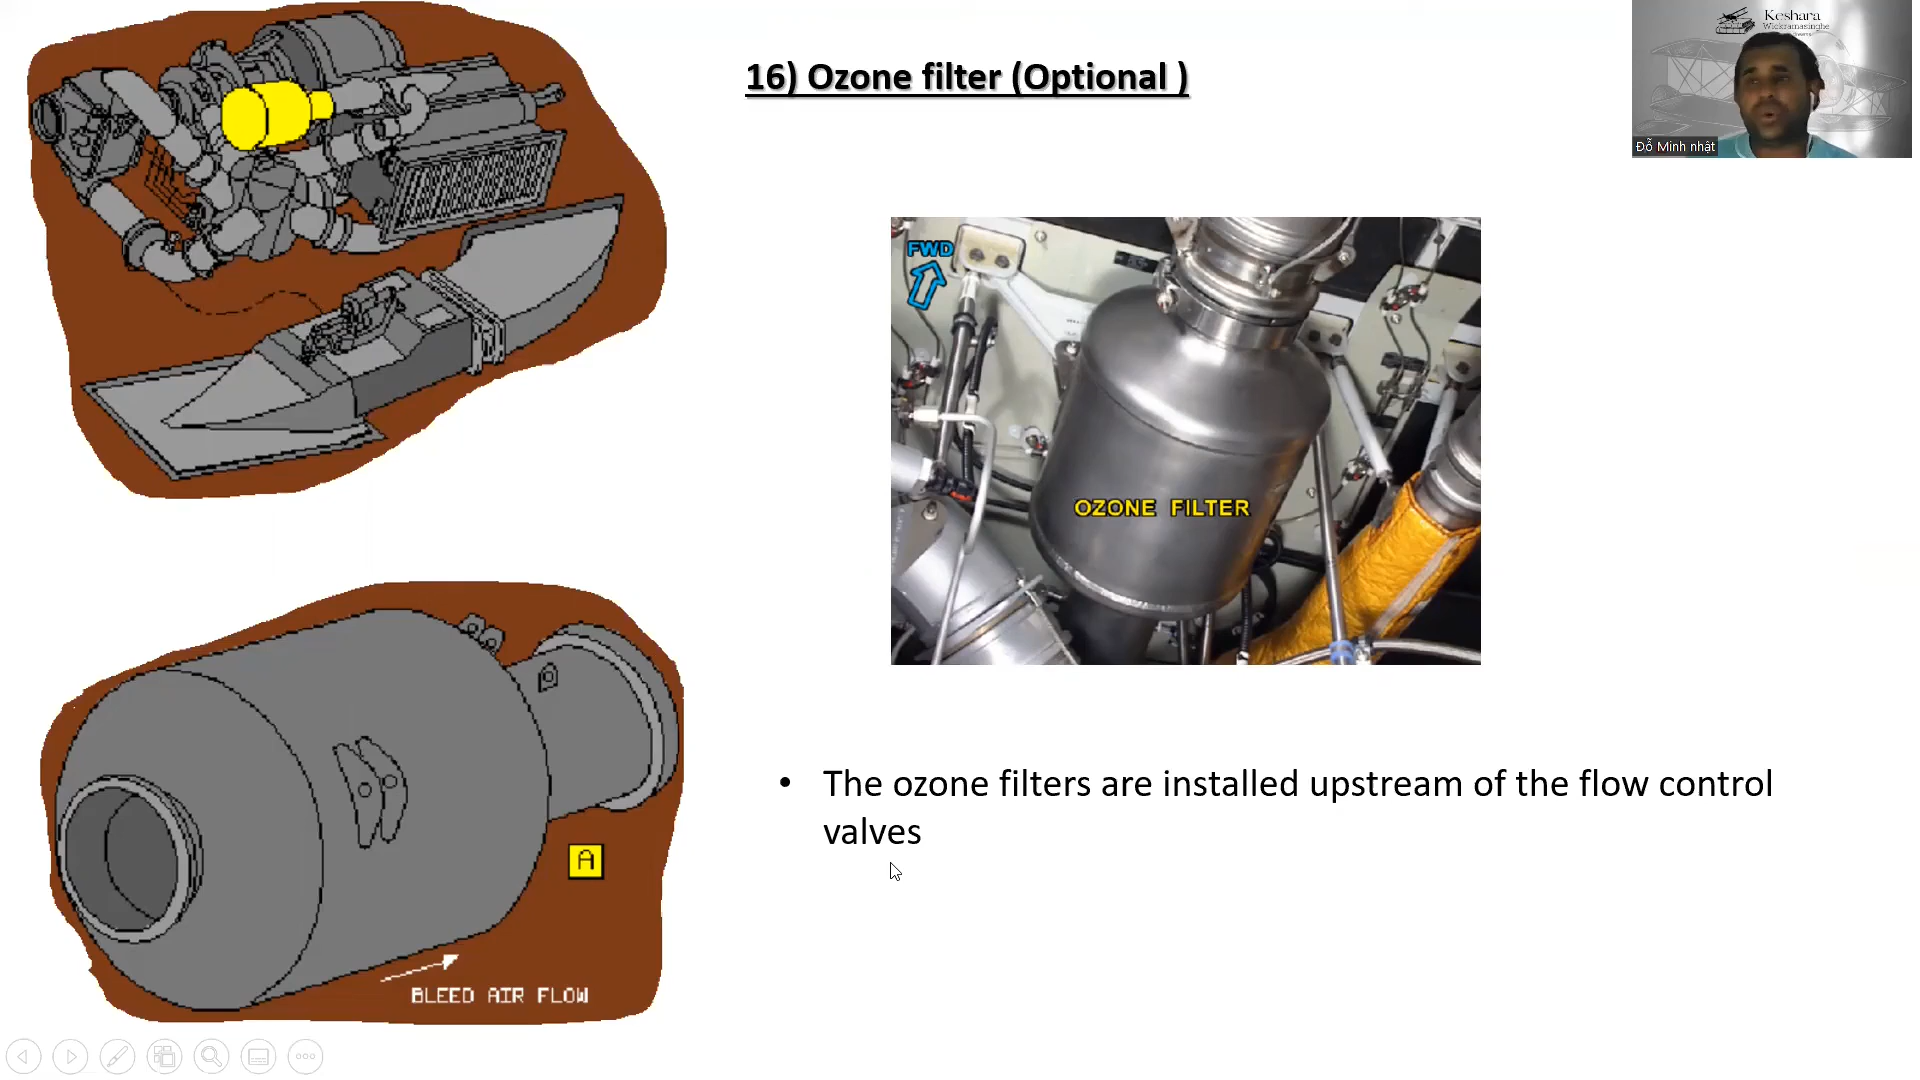 16) Ozone filter (Optional )
Keshara
Wickramasinghe
Đỗ Minh nhật
FWD
OZONE FILTER
The ozone filters are installed upstream of the flow control
valves
A
BLEED AIR FLOW